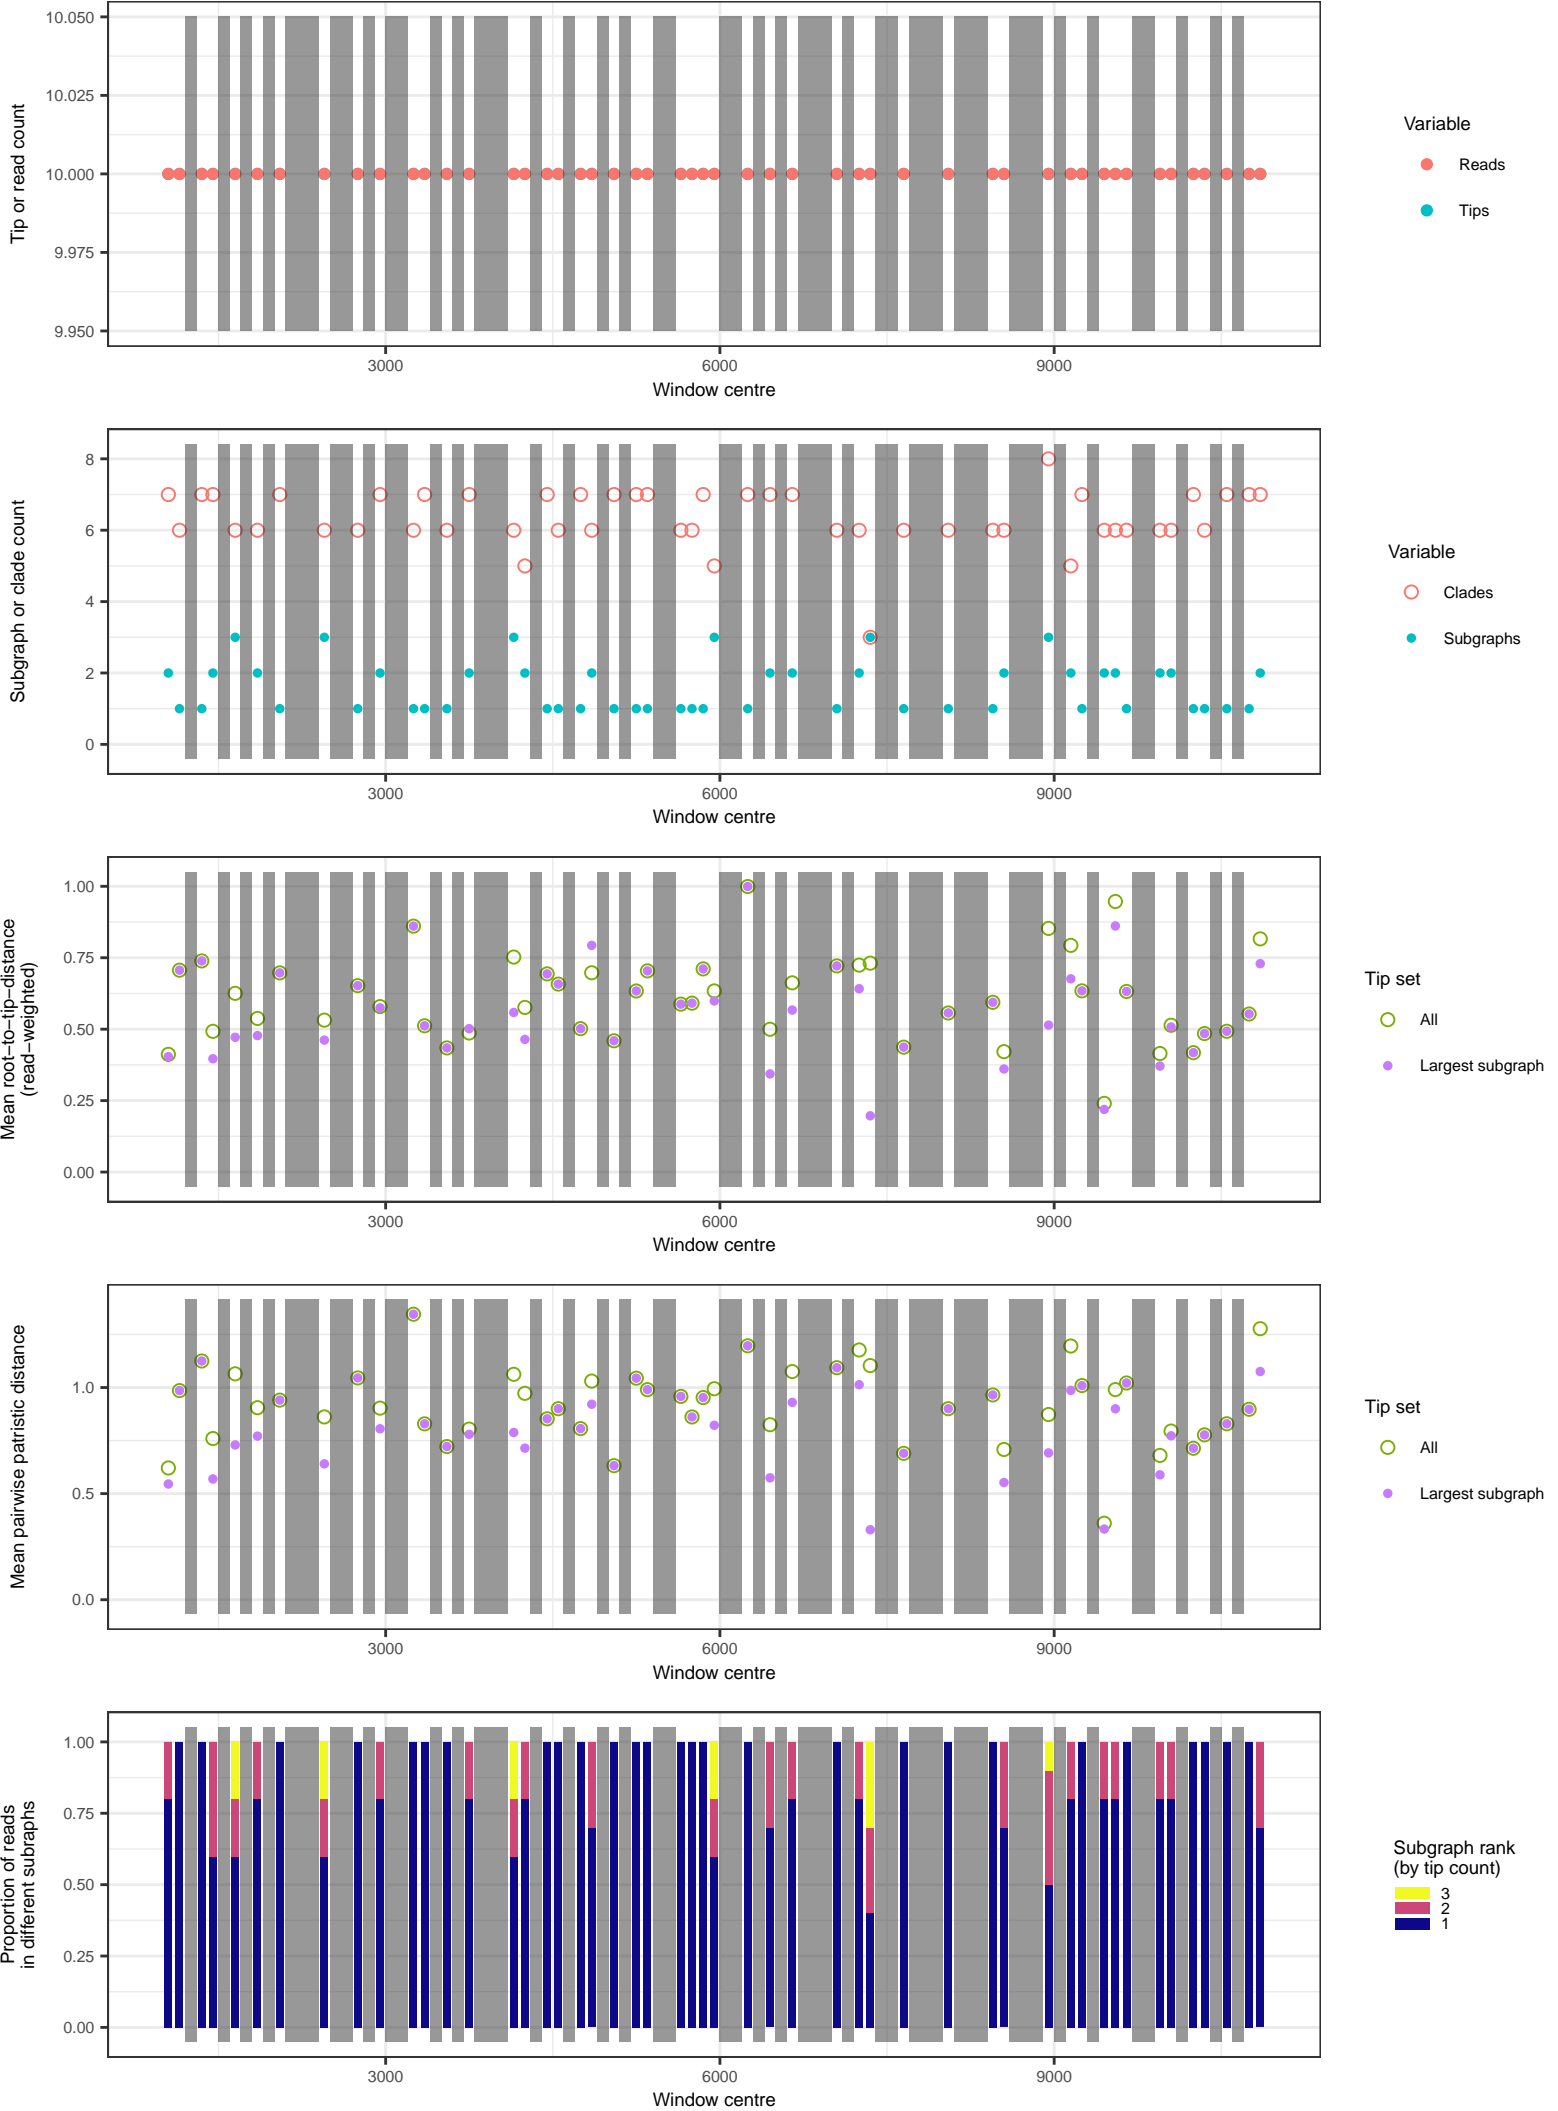 10.050
10.025
10.000
9.975
9.950
Tip or read count
3000
6000
9000
Window centre
Variable
Reads
Tips
8
6
4
2
0
Subgraph or clade count
3000
6000
9000
Window centre
Variable
Clades
Subgraphs
1.00
0.75
0.50
0.25
0.00
Mean root−to−tip−distance
(read−weighted)
3000
6000
9000
Window centre
Tip set
All
Largest subgraph
1.0
0.5
0.0
Mean pairwise patristic distance
3000
6000
9000
Window centre
Tip set
All
Largest subgraph
1.00
0.75
0.50
0.25
0.00
Proportion of reads
in different subraphs
3000
6000
9000
Window centre
Subgraph rank
(by tip count)
3
2
1